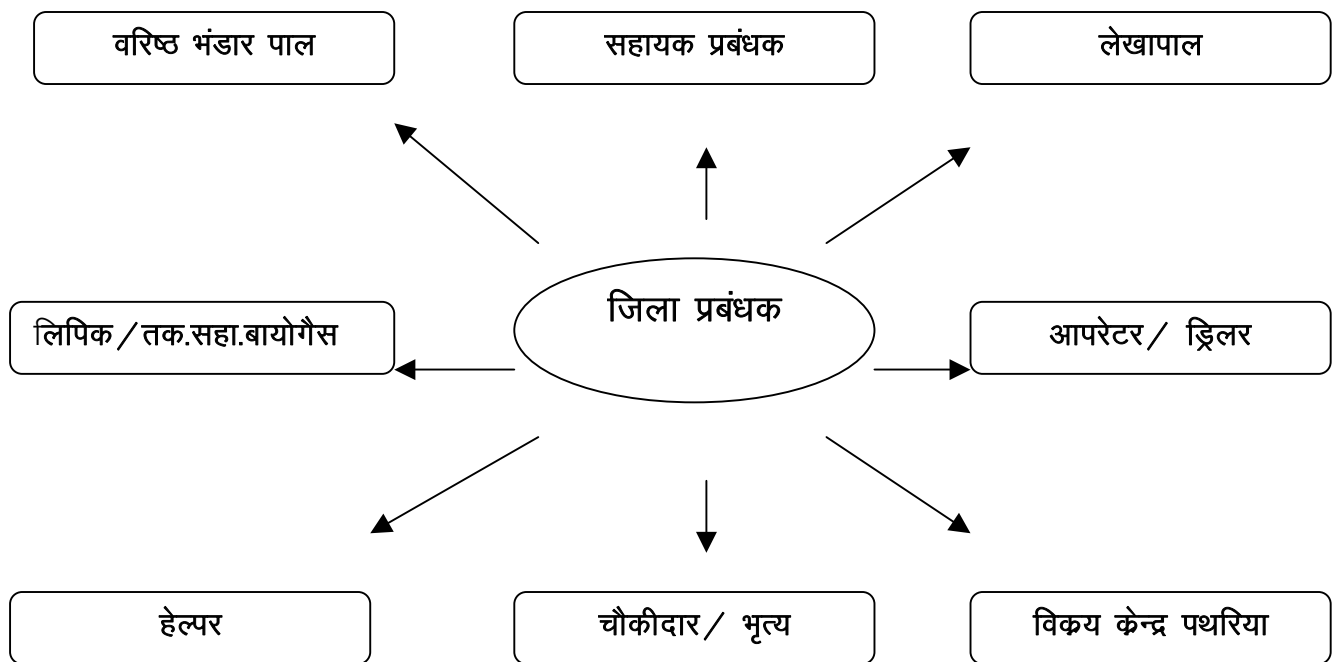 वरिष्ठ भंडार पाल
सहायक प्रबंधक
लेखापाल
जिला प्रबंधक
लिपिक/तक.सहा.बायोगैस
आपरेटर/ ड्रिलर
हेल्पर
चौकीदार/ भृत्य
विक्रय केन्द्र पथरिया